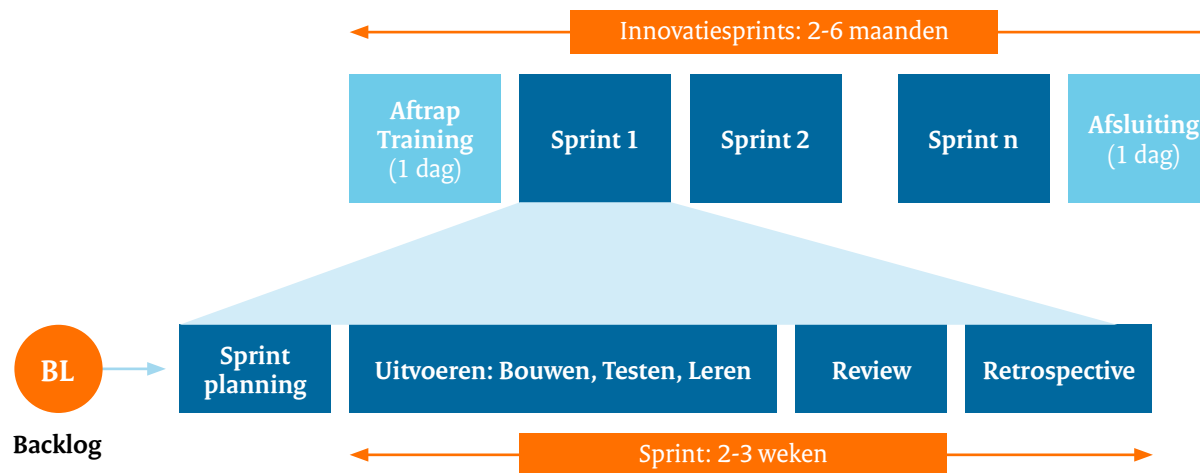 Innovatiesprints: 2-6 maanden
Aftrap
Training
(1 dag)
Sprint 1
Sprint 2
Sprint n
Afsluiting
(1 dag)
BL
Backlog
Sprint
planning
Uitvoeren: Bouwen, Testen, Leren
Review
Retrospective
Sprint: 2-3 weken